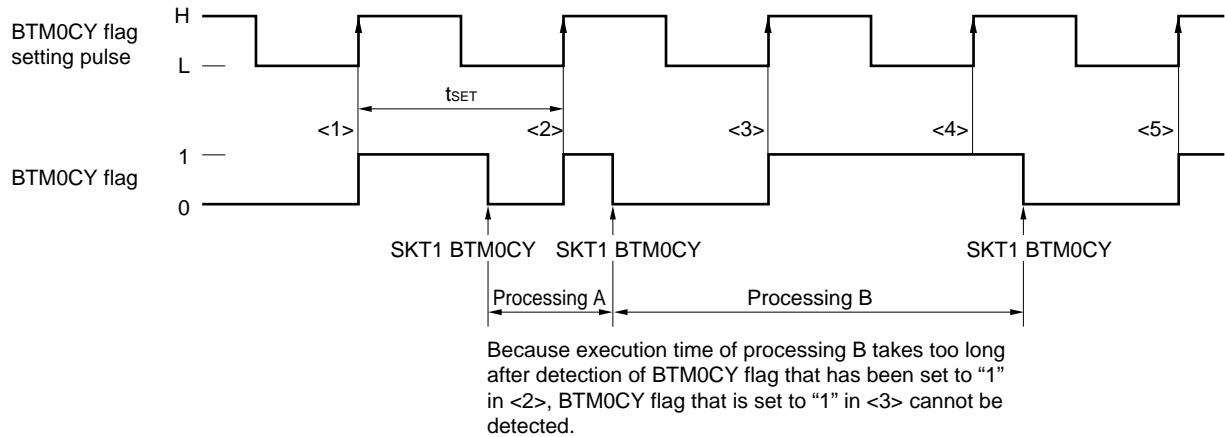 BTM0CY flag
setting pulse
H
L
tSET
<1>
<2>
<3>
<4>
<5>
BTM0CY flag
1
0
SKT1 BTM0CY
SKT1 BTM0CY
SKT1 BTM0CY
Processing A
Processing B
Because execution time of processing B takes too long
after detection of BTM0CY flag that has been set to “1”
in <2>, BTM0CY flag that is set to “1” in <3> cannot be
detected.